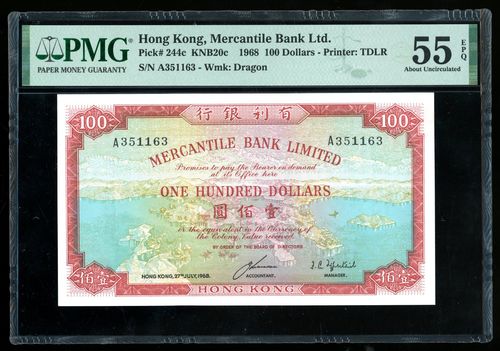 PMG
PAPER MONEY GUARANTY
Hong Kong, Mercantile Bank Ltd.
Pick# 244c KNB20c 1968 100 Dollars - Printer: TDLR
S/N A351163 - Wmk: Dragon
55 EPQ
About Uncirculated
100
行銀利有
100
A351163
A351163
MERCANTILE BANK LIMITED
Promises to pay the Bearer on demand
at its Office here
ONE HUNDRED DOLLARS
圓佰壹
or the equivalent in the Currency of
the Colony, Value received.
BY ORDER OF THE BOARD OF DIRECTORS
HONG KONG, 27TH JULY, 1968.
ACCOUNTANT.
MANAGER.
佰壹
HONG KONG
佰壹